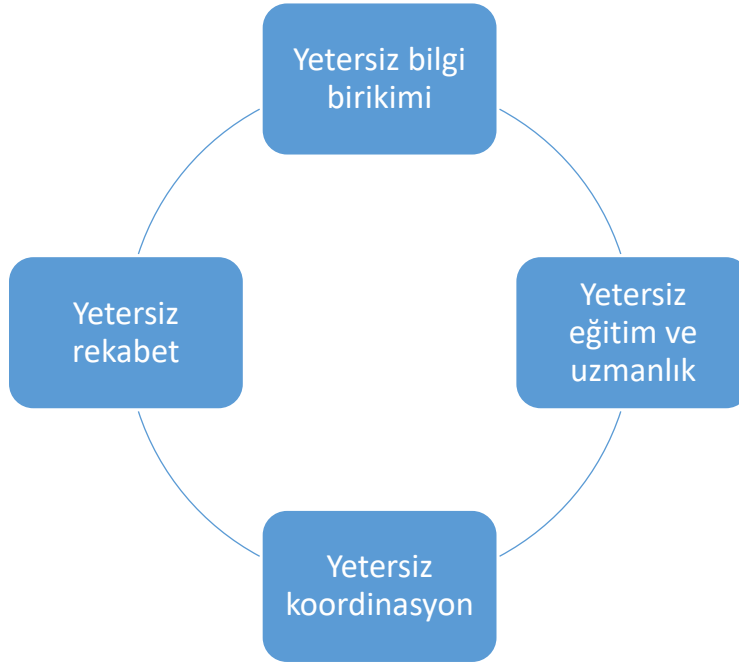 Yetersiz bilgi
birikimi
Yetersiz
eğitim ve
uzmanlık
Yetersiz
koordinasyon
Yetersiz
rekabet